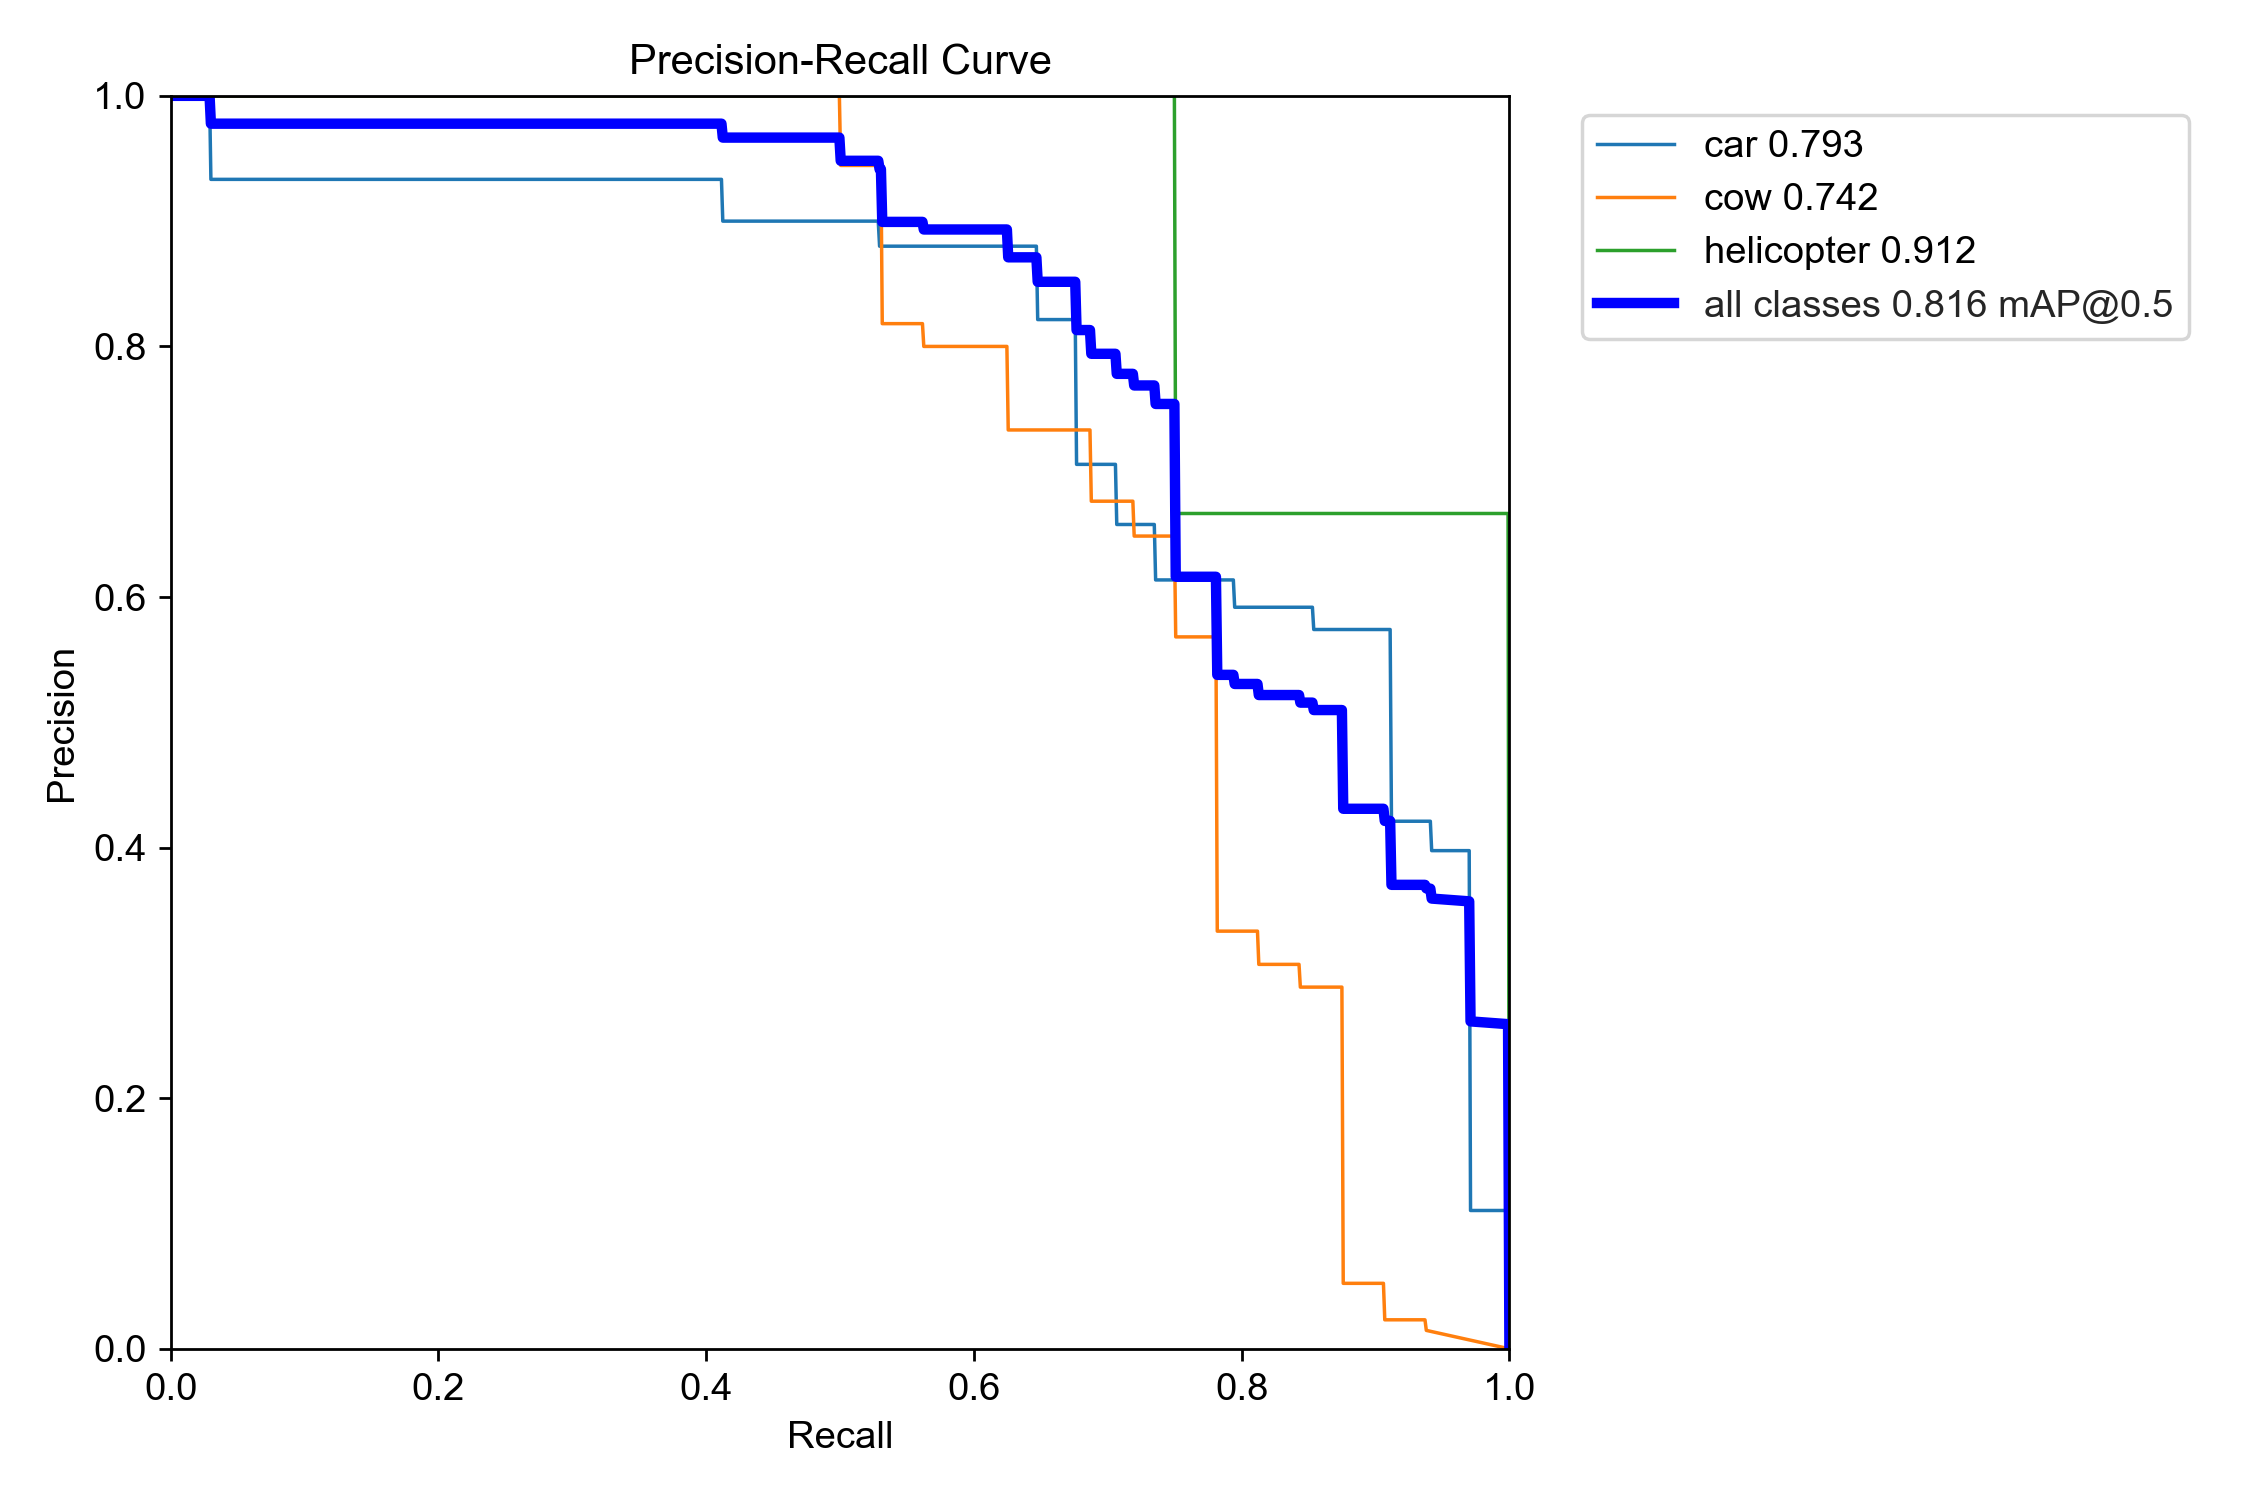 Precision-Recall Curve
1.0
0.8
0.6
0.4
0.2
0.0
Precision
0.0 0.2 0.4 0.6 0.8 1.0
Recall
car 0.793
cow 0.742
helicopter 0.912
all classes 0.816 mAP@0.5